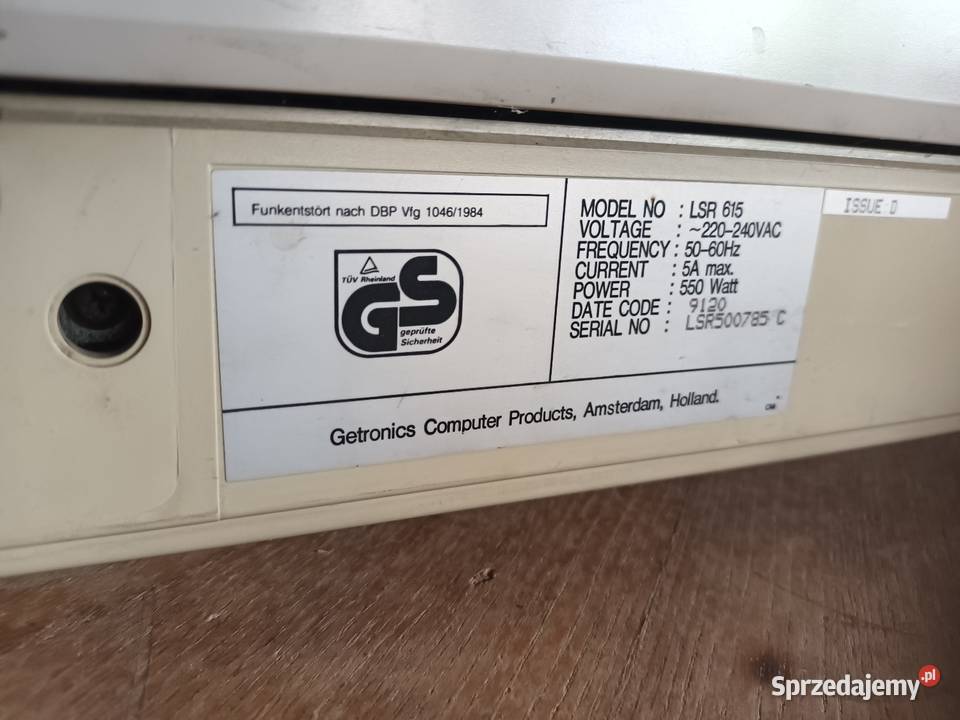 Funkentstört nach DBP Vfg 1046/1984
TÜV Rheinland
GS
geprüfte
Sicherheit
MODEL NO : LSR 615
VOLTAGE : ~220-240VAC
FREQUENCY : 50-60Hz
CURRENT : 5A max.
POWER : 550 Watt
DATE CODE : 9120
SERIAL NO : LSR500785 C
ISSUE D
Getronics Computer Products, Amsterdam, Holland.
Sprzedajemy.pl